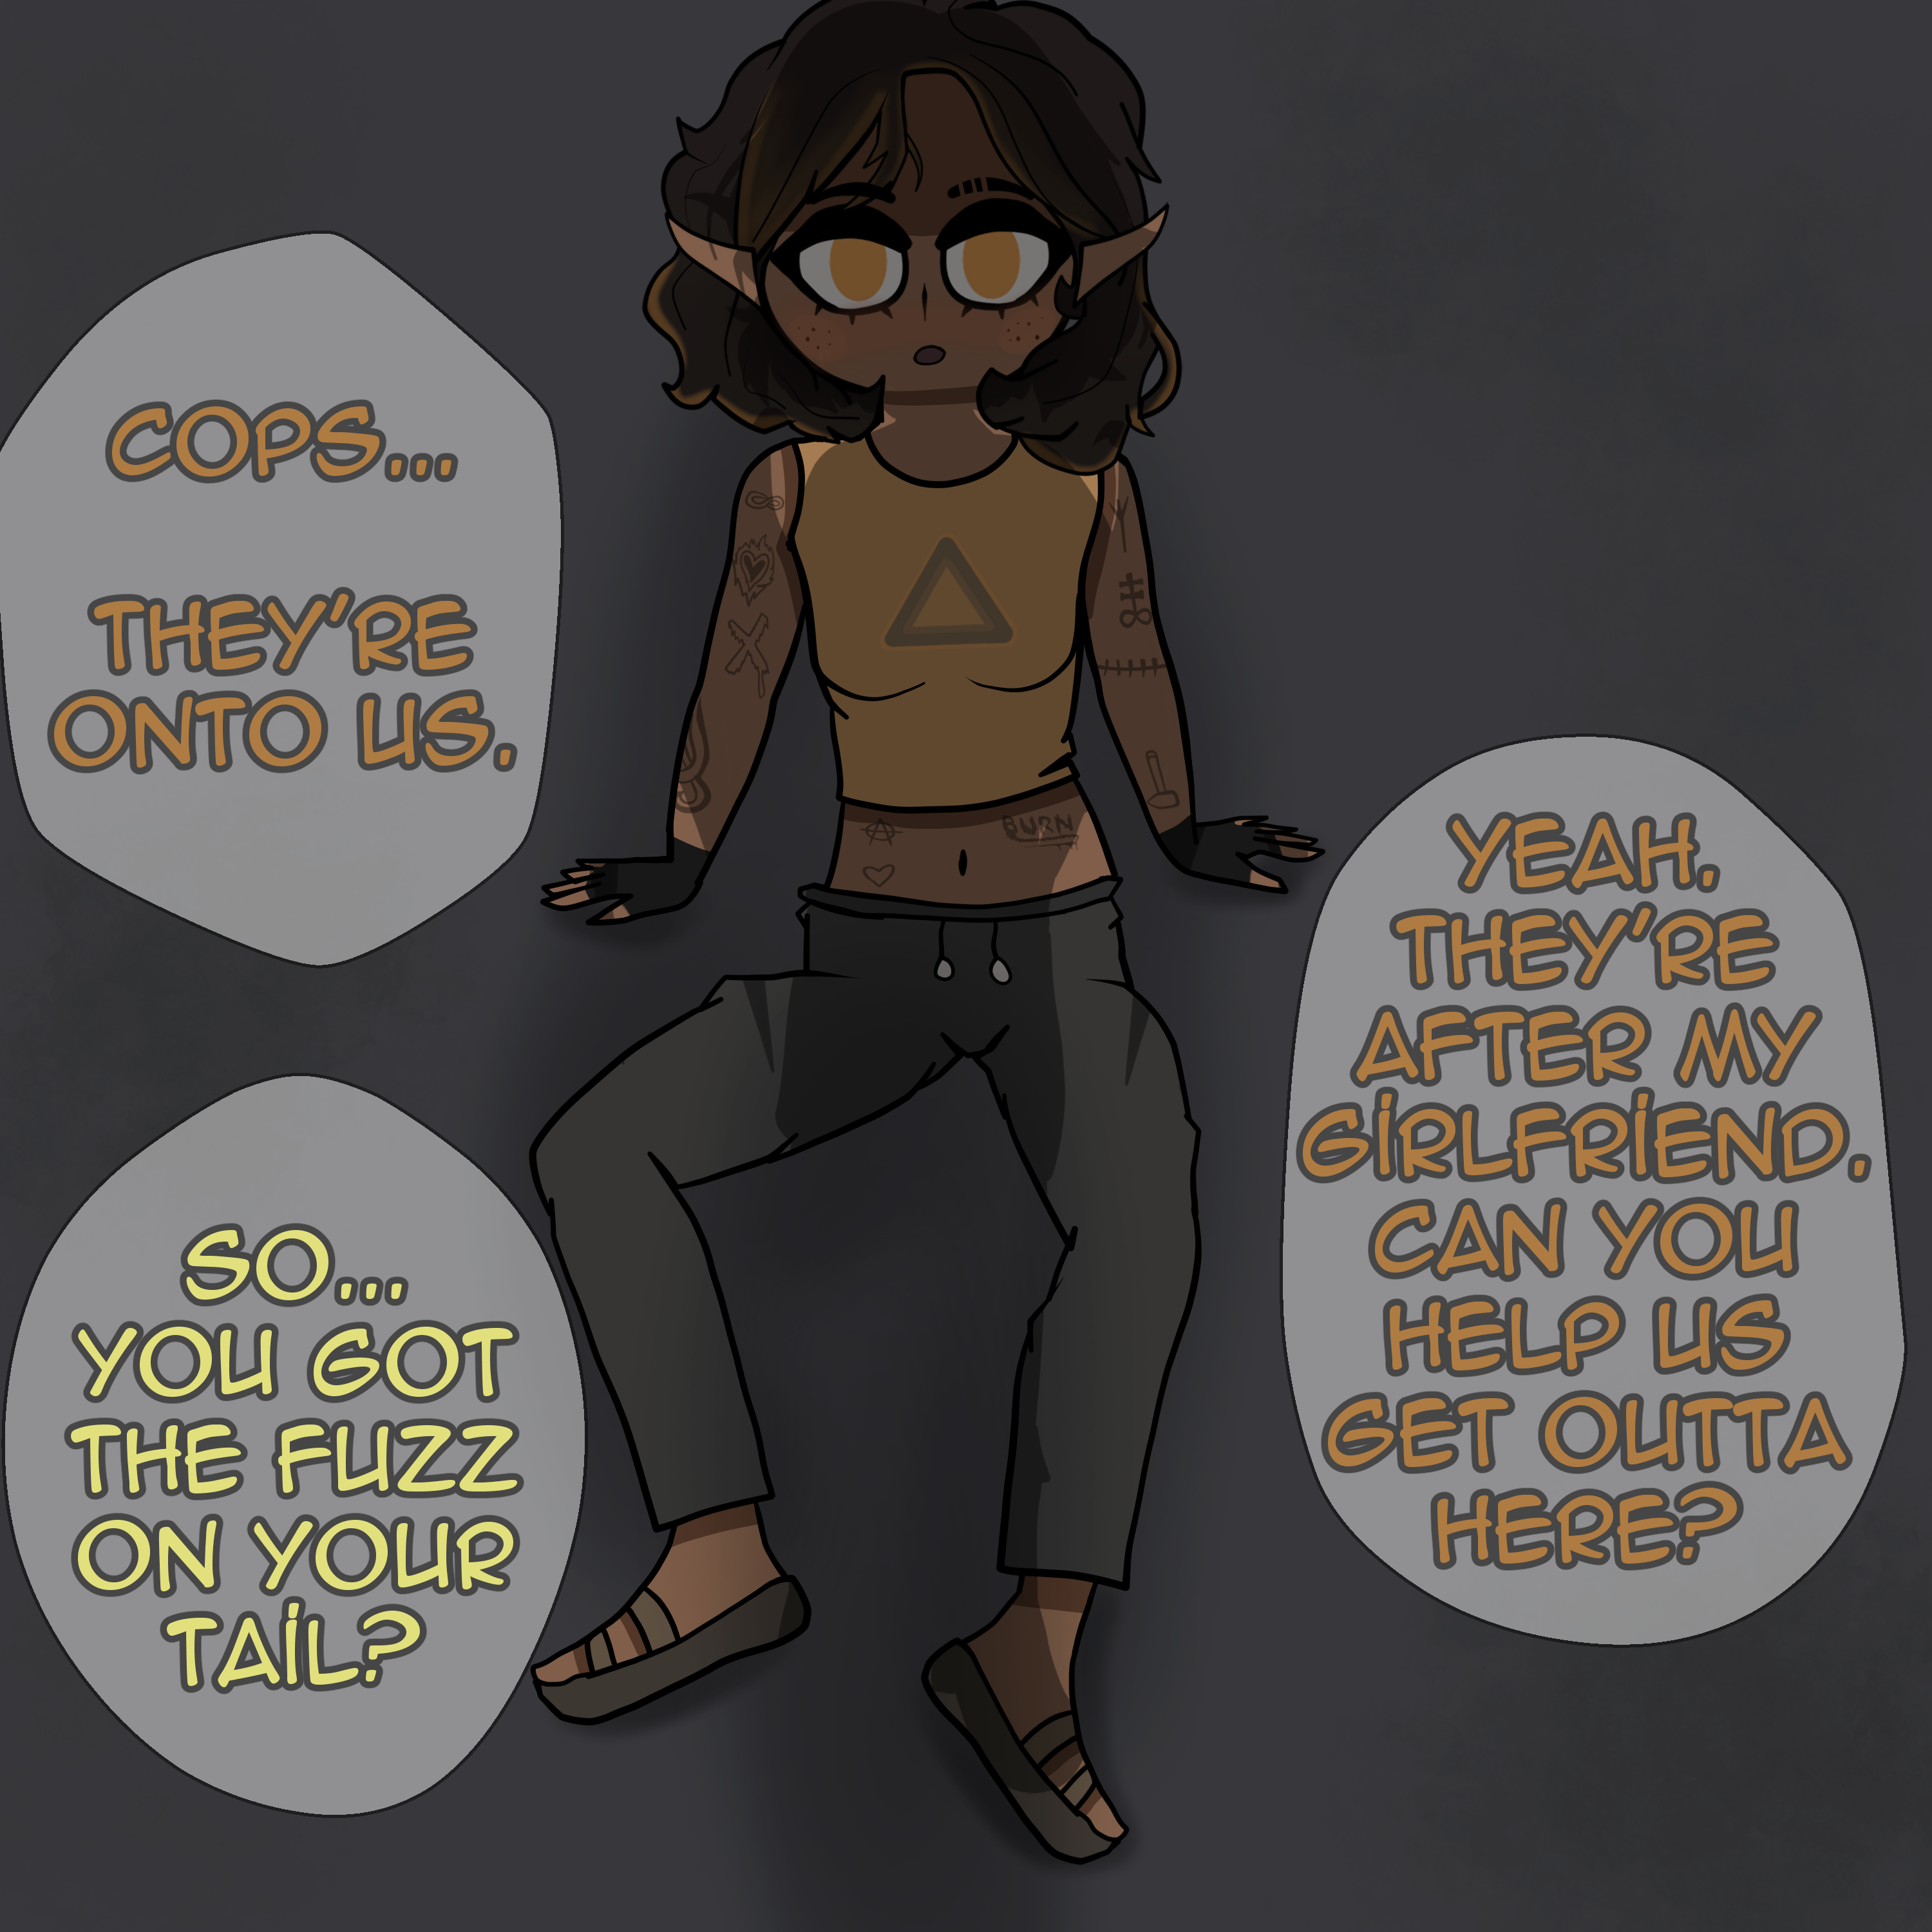 COPS...
THEY'RE
ONTO US.
SO...
YOU GOT
THE FUZZ
ON YOUR
TAIL?
YEAH.
THEY'RE
AFTER MY
GIRLFRIEND.
CAN YOU
HELP US
GET OUTTA
HERE?
BURN